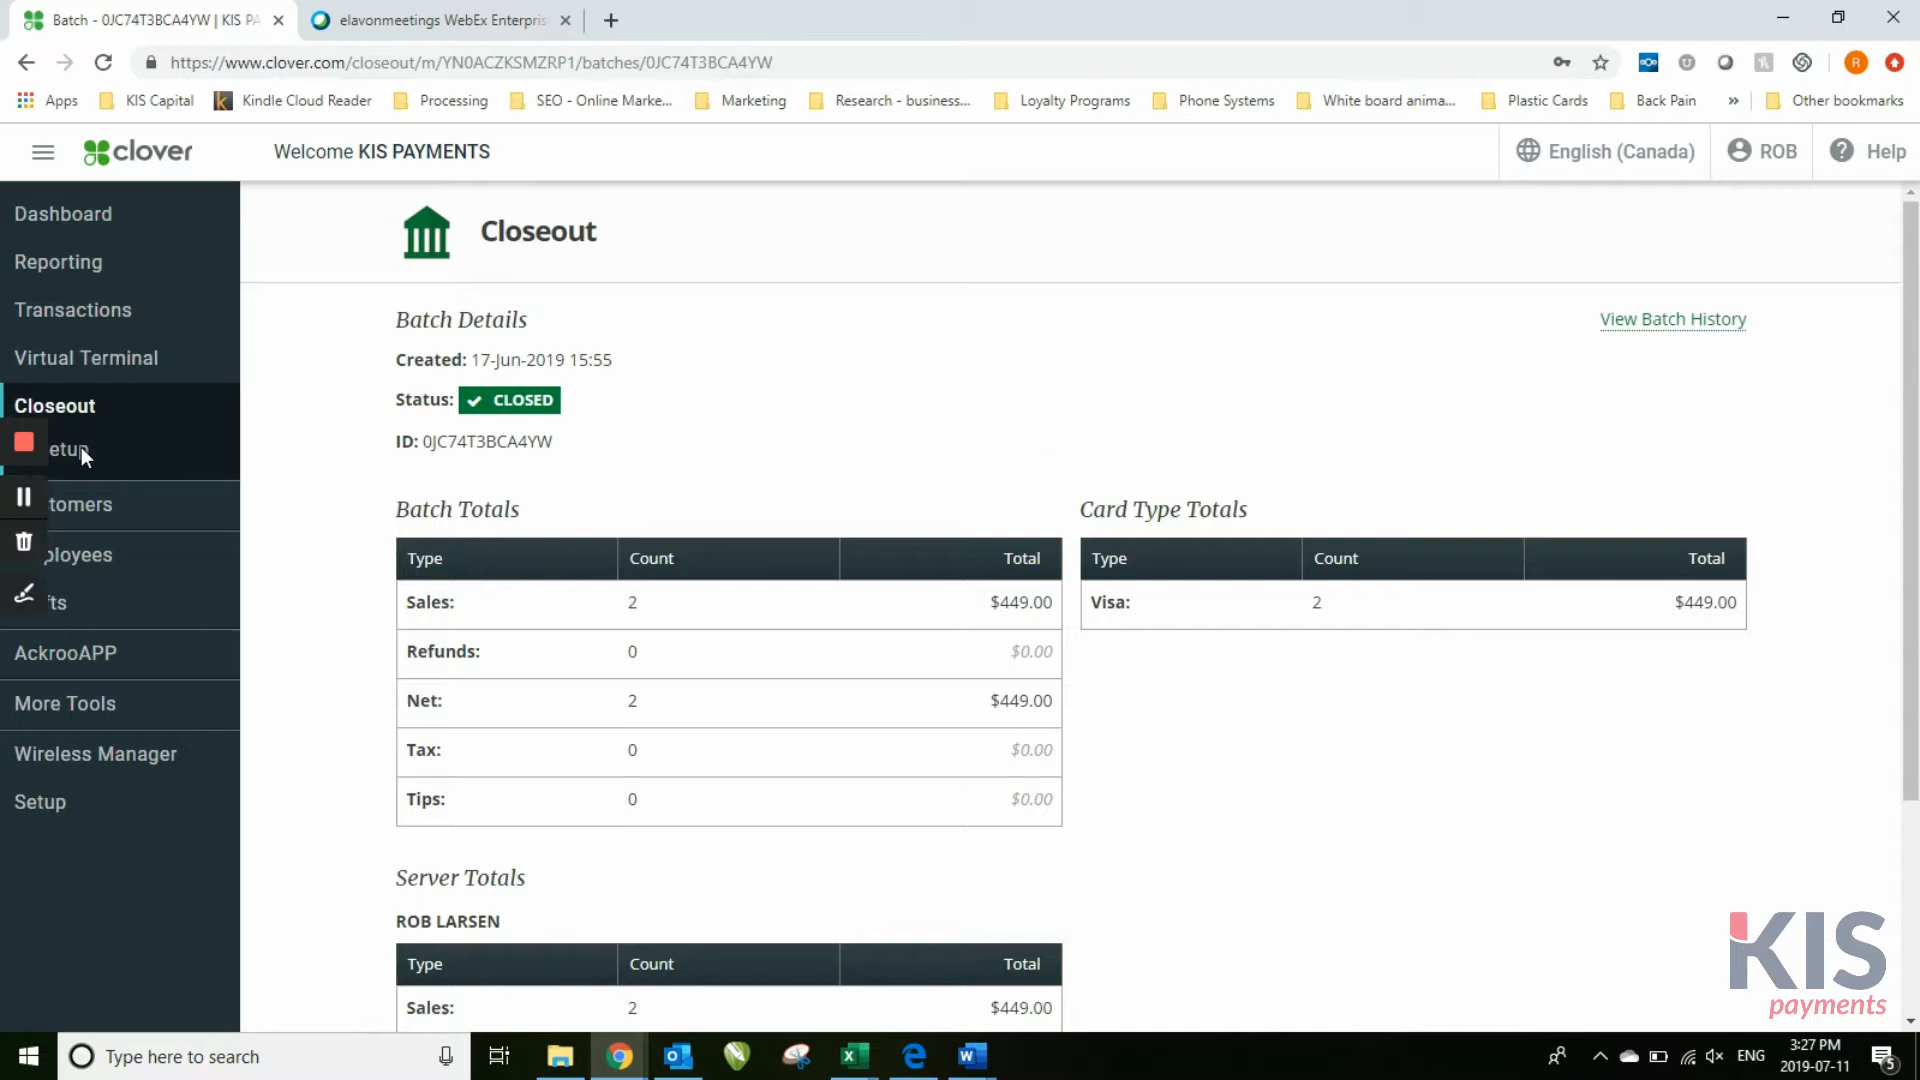 Batch - 0JC74T3BCA4YW | KIS PA
elavonmeetings WebEx Enterpris
https://www.clover.com/closeout/m/YN0ACZKSMZRP1/batches/0JC74T3BCA4YW
R
Apps
KIS Capital
Kindle Cloud Reader
Processing
SEO - Online Marke...
Marketing
Research - business...
Loyalty Programs
Phone Systems
White board anima...
Plastic Cards
Back Pain
»
Other bookmarks
clover
Welcome KIS PAYMENTS
English (Canada)
ROB
Help
Dashboard
Reporting
Transactions
Virtual Terminal
Closeout
etup
tomers
ployees
fts
AckrooAPP
More Tools
Wireless Manager
Setup
Closeout
Batch Details
View Batch History
Created: 17-Jun-2019 15:55
Status: CLOSED
ID: 0JC74T3BCA4YW
Batch Totals
Type Count Total
Sales: 2 $449.00
Refunds: 0 $0.00
Net: 2 $449.00
Tax: 0 $0.00
Tips: 0 $0.00
Card Type Totals
Type Count Total
Visa: 2 $449.00
Server Totals
ROB LARSEN
Type Count Total
Sales: 2 $449.00
KIS
payments
Type here to search
ENG
3:27 PM
2019-07-11
5